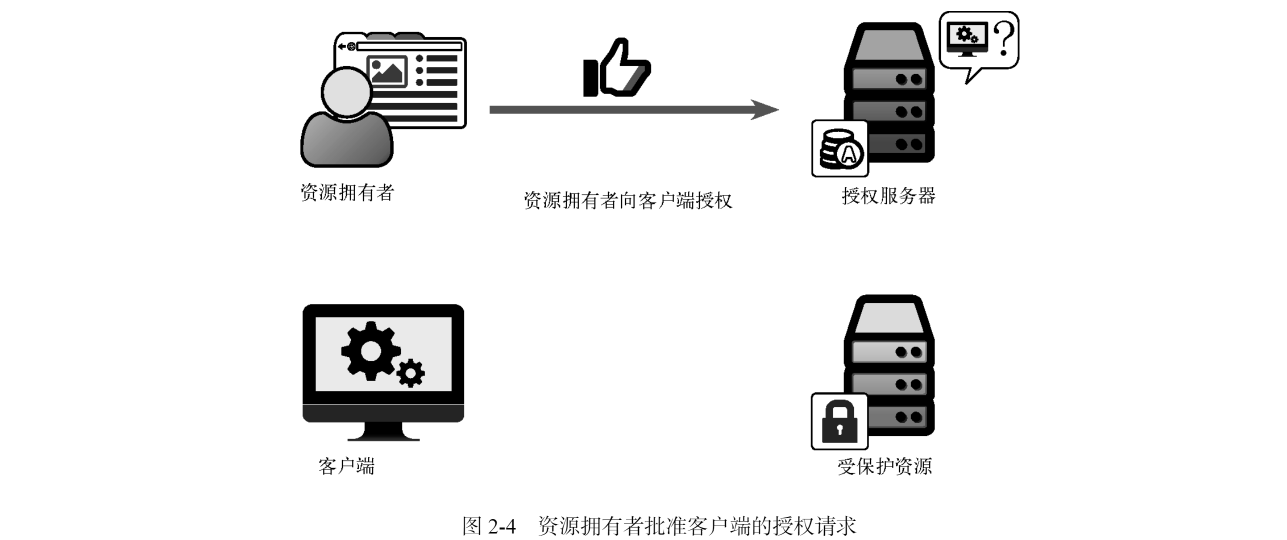 资源拥有者
资源拥有者向客户端授权
授权服务器
?
A
客户端
受保护资源
图 2-4 资源拥有者批准客户端的授权请求